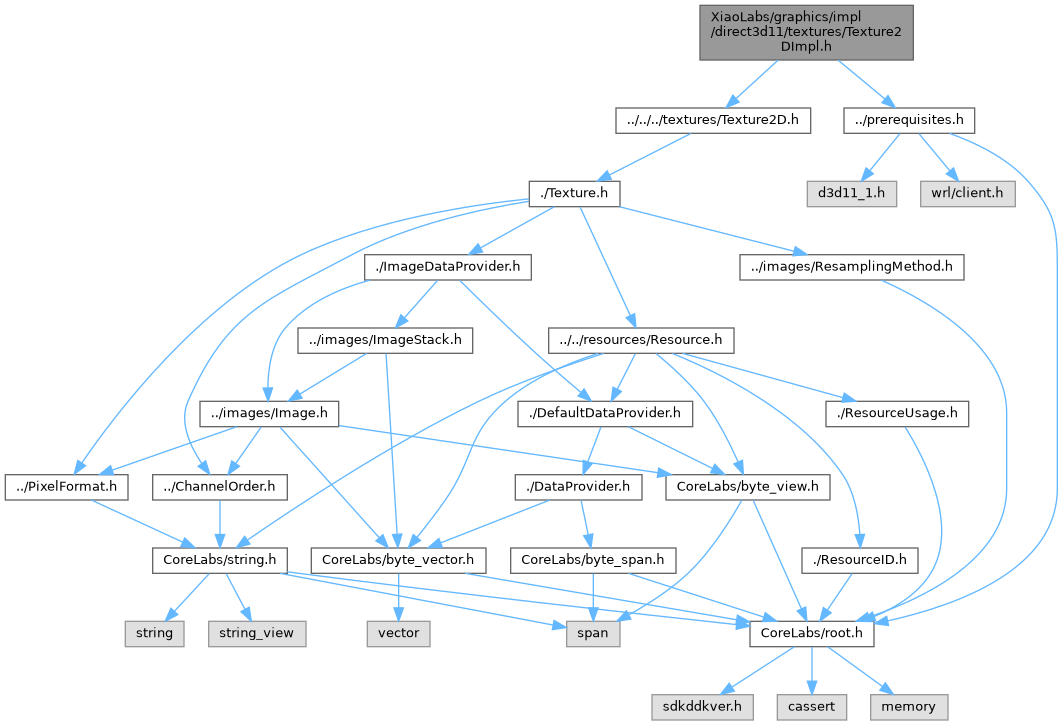 XiaoLabs/graphics/impl
/direct3d11/textures/Texture2
DImpl.h
../../../textures/Texture2D.h
../prerequisites.h
./Texture.h
d3d11_1.h
wrl/client.h
./ImageDataProvider.h
../images/ResamplingMethod.h
../images/ImageStack.h
../../resources/Resource.h
../images/Image.h
./DefaultDataProvider.h
./ResourceUsage.h
../PixelFormat.h
../ChannelOrder.h
./DataProvider.h
CoreLabs/byte_view.h
CoreLabs/string.h
CoreLabs/byte_vector.h
CoreLabs/byte_span.h
./ResourceID.h
string
string_view
vector
span
CoreLabs/root.h
sdkddkver.h
cassert
memory